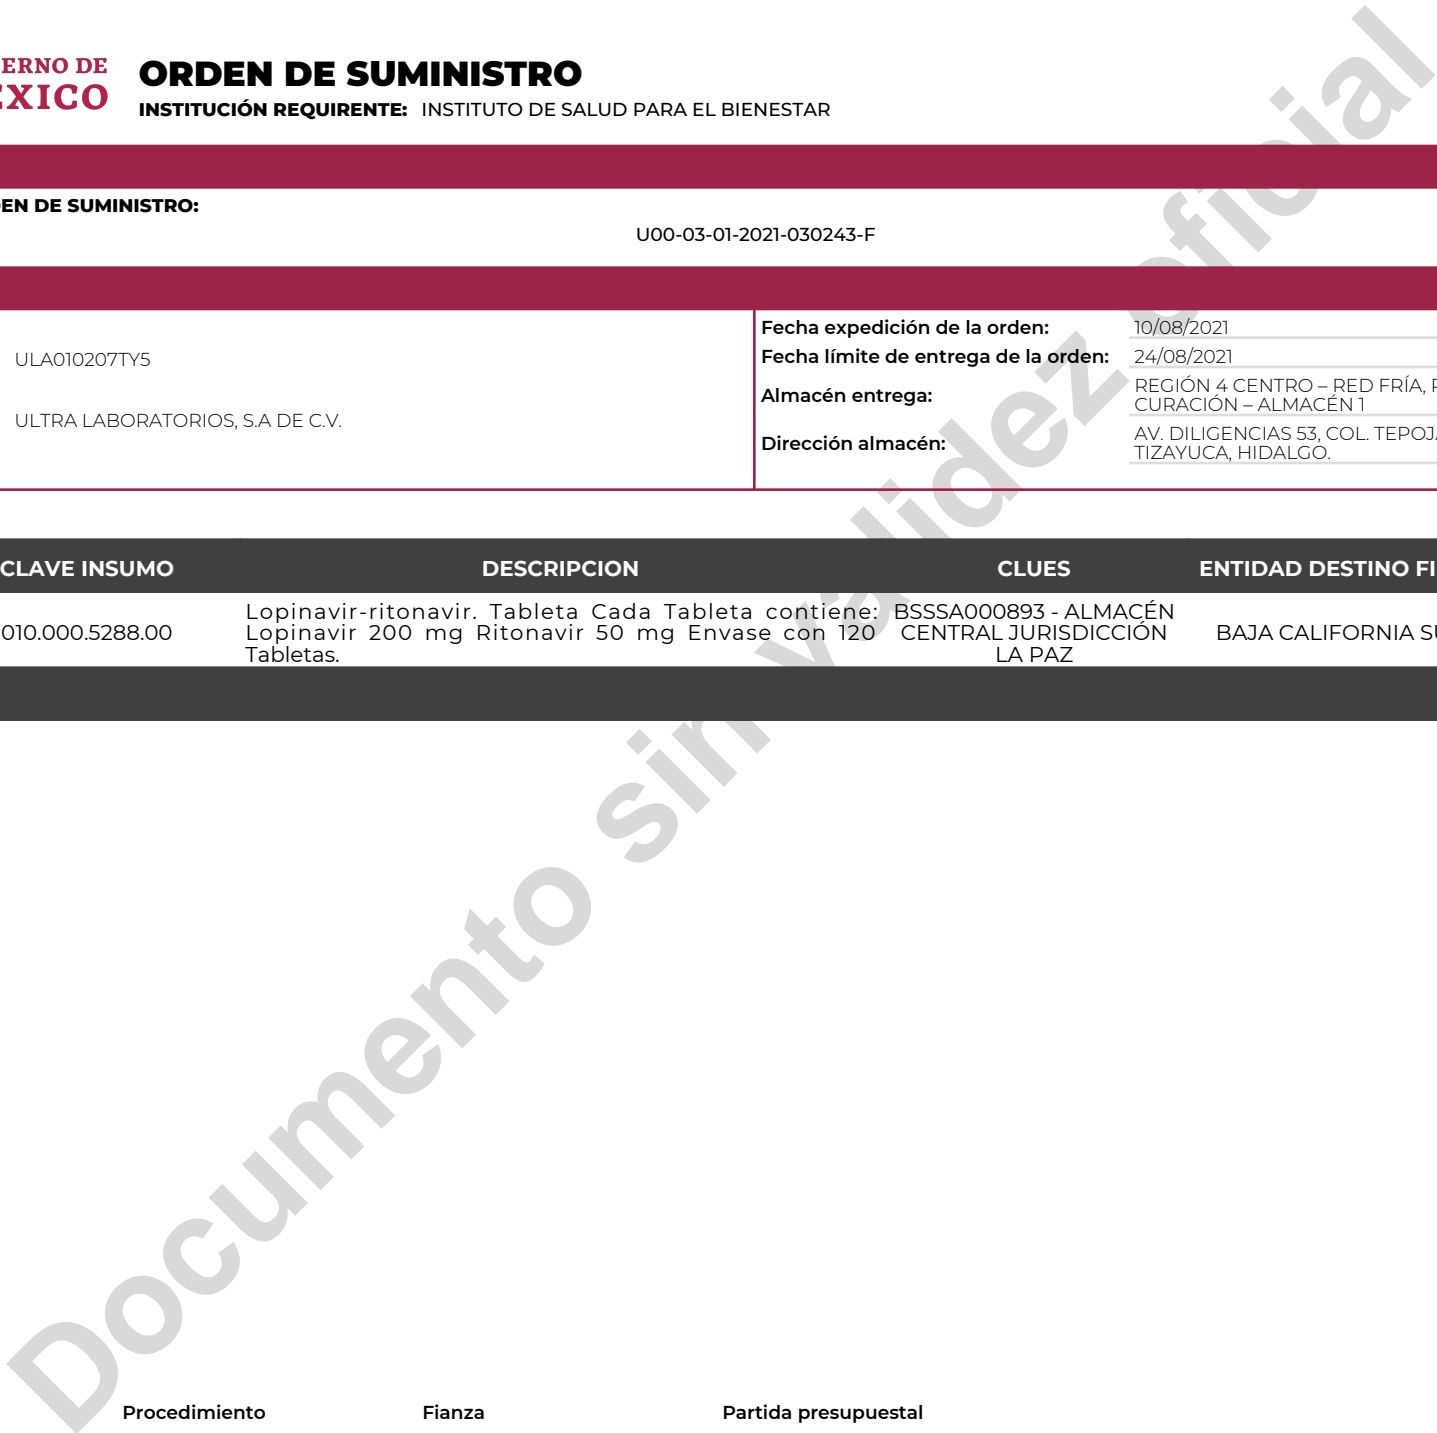 ERNO DE
EXICO
ORDEN DE SUMINISTRO
INSTITUCIÓN REQUIRENTE: INSTITUTO DE SALUD PARA EL BIENESTAR
EN DE SUMINISTRO:
U00-03-01-2021-030243-F
ULA010207TY5
ULTRA LABORATORIOS, S.A DE C.V.
Fecha expedición de la orden: 10/08/2021
Fecha límite de entrega de la orden: 24/08/2021
Almacén entrega: REGIÓN 4 CENTRO – RED FRÍA,
CURACIÓN – ALMACÉN 1
Dirección almacén: AV. DILIGENCIAS 53, COL. TEPOJA
TIZAYUCA, HIDALGO.
CLAVE INSUMO DESCRIPCION CLUES ENTIDAD DESTINO FI
010.000.5288.00
Lopinavir-ritonavir. Tableta Cada Tableta contiene:
Lopinavir 200 mg Ritonavir 50 mg Envase con 120
Tabletas.
BSSSA000893 - ALMACÉN
CENTRAL JURISDICCIÓN
LA PAZ
BAJA CALIFORNIA SU
Documento sin validez oficial
Procedimiento Fianza Partida presupuestal